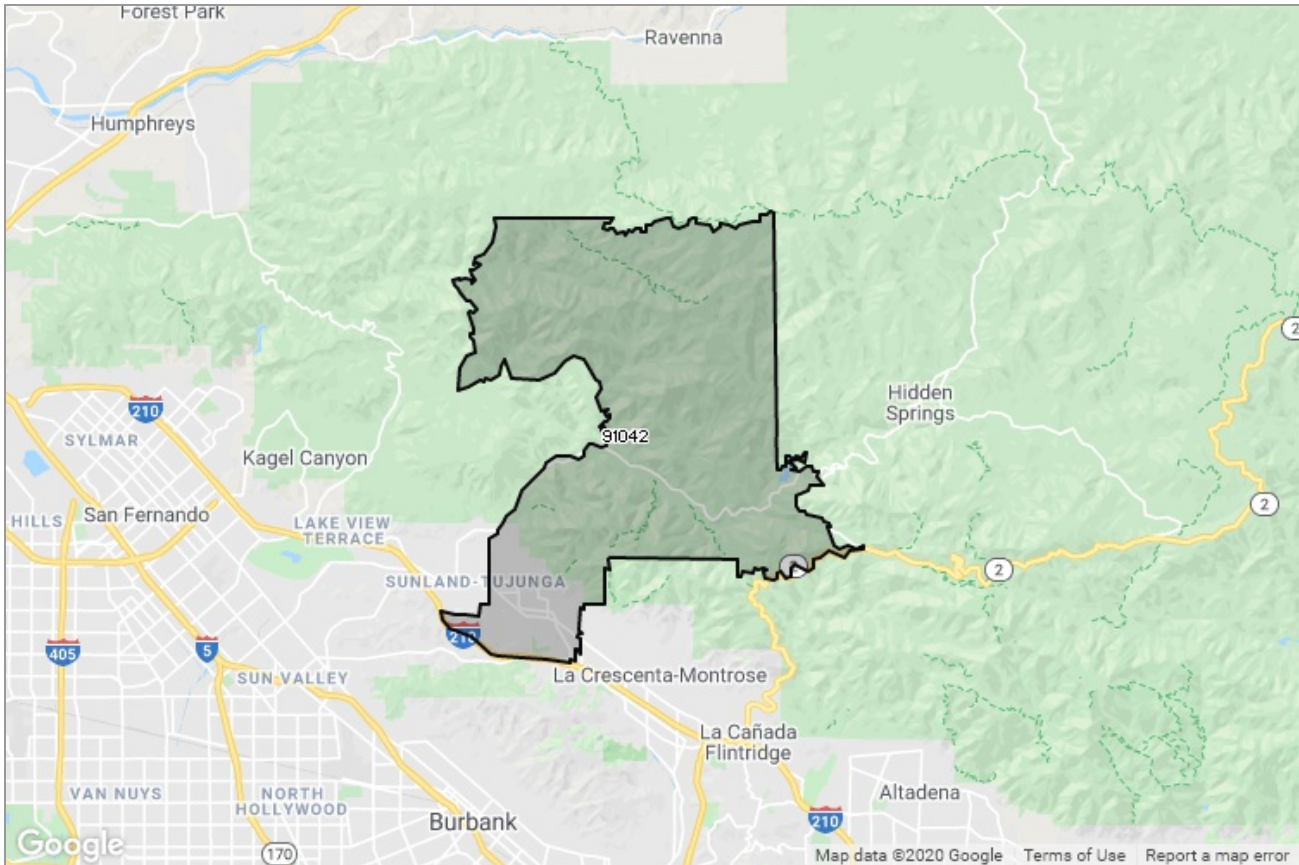 Forest Park
Ravenna
Humphreys
2
Hidden
Springs
210
SYLMAR
91042
Kagel Canyon
HILLS
San Fernando
LAKE VIEW
TERRACE
2
2
SUNLAND-TUJUNGA
210
405
5
SUN VALLEY
La Crescenta-Montrose
La Cañada
Flintridge
VAN NUYS
NORTH
HOLLYWOOD
Burbank
Altadena
210
Google
170
Map data ©2020 Google
Terms of Use
Report a map error